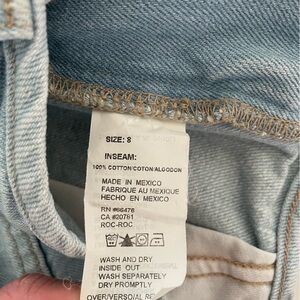 SIZE: 8
INSEAM:
100% COTTON/COTON/ALGODON
MADE IN MEXICO
FABRIQUE AU MEXIQUE
HECHO EN MEXICO
RN #66476
CA #20761
ROC-ROC
WASH AND DRY
INSIDE OUT
WASH SEPARATELY
DRY PROMPTLY
OVER/VERSO/AL RE